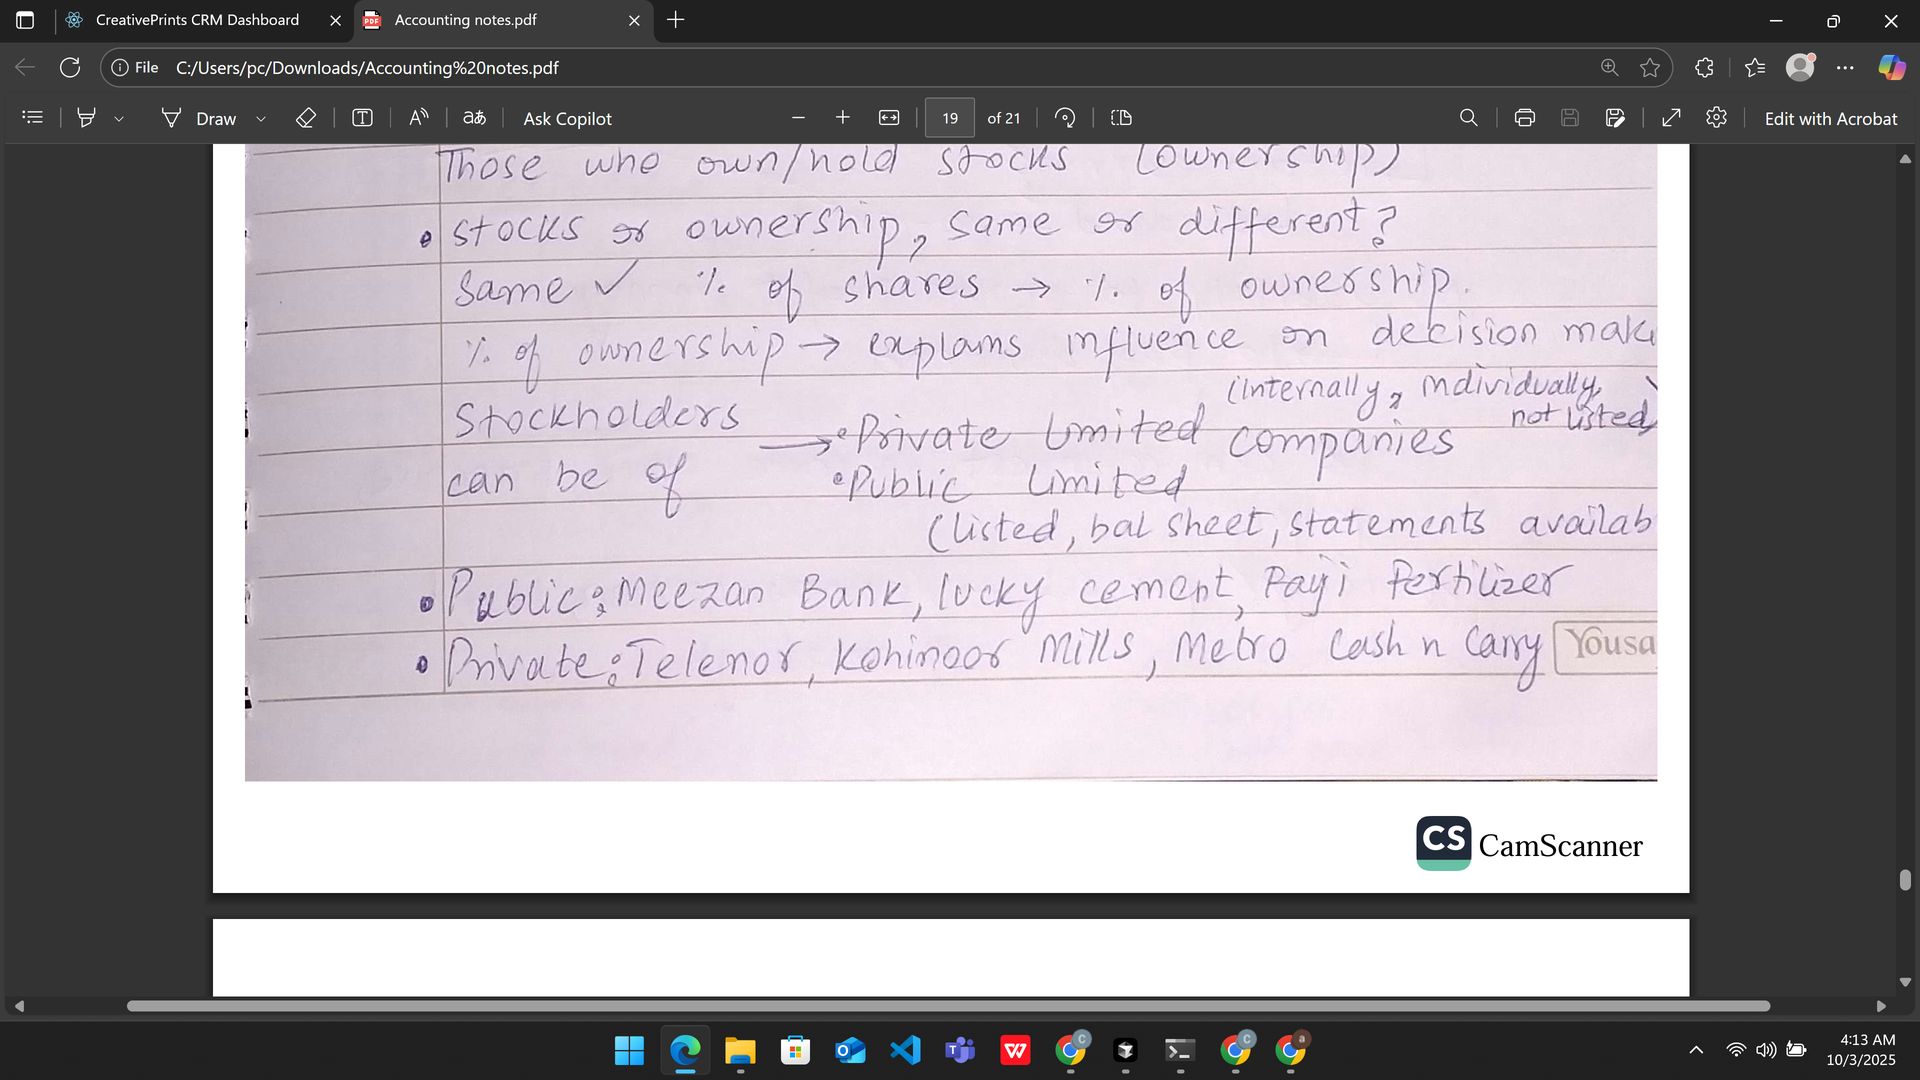 CreativePrints CRM Dashboard
Accounting notes.pdf
File C:/Users/pc/Downloads/Accounting%20notes.pdf
Draw
Ask Copilot
19 of 21
Edit with Acrobat
Those who own/hold stocks (ownership)
• stocks or ownership, same or different?
Same ✓ % of shares → % of ownership.
% of ownership → explains influence on decision mak
(internally, individually,
not listed)
Stockholders → • Private limited companies
can be of • Public limited
(listed, bal sheet, statements availab
• Public: Meezan Bank, lucky cement, Fauji Fertilizer
• Private: Telenor, Kohinoor Mills, Metro Cash n Carry
Yousa
CS CamScanner
4:13 AM
10/3/2025